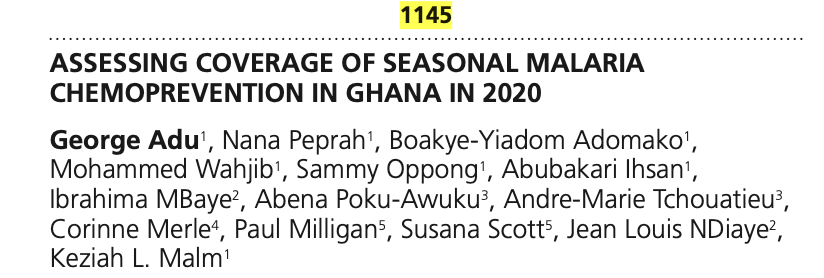 1145
ASSESSING COVERAGE OF SEASONAL MALARIA
CHEMOPREVENTION IN GHANA IN 2020
George Adu¹, Nana Peprah¹, Boakye-Yiadom Adomako¹,
Mohammed Wahjib¹, Sammy Oppong¹, Abubakari Ihsan¹,
Ibrahima MBaye², Abena Poku-Awuku³, Andre-Marie Tchouatieu³,
Corinne Merle⁴, Paul Milligan⁵, Susana Scott⁵, Jean Louis NDiaye²,
Keziah L. Malm¹